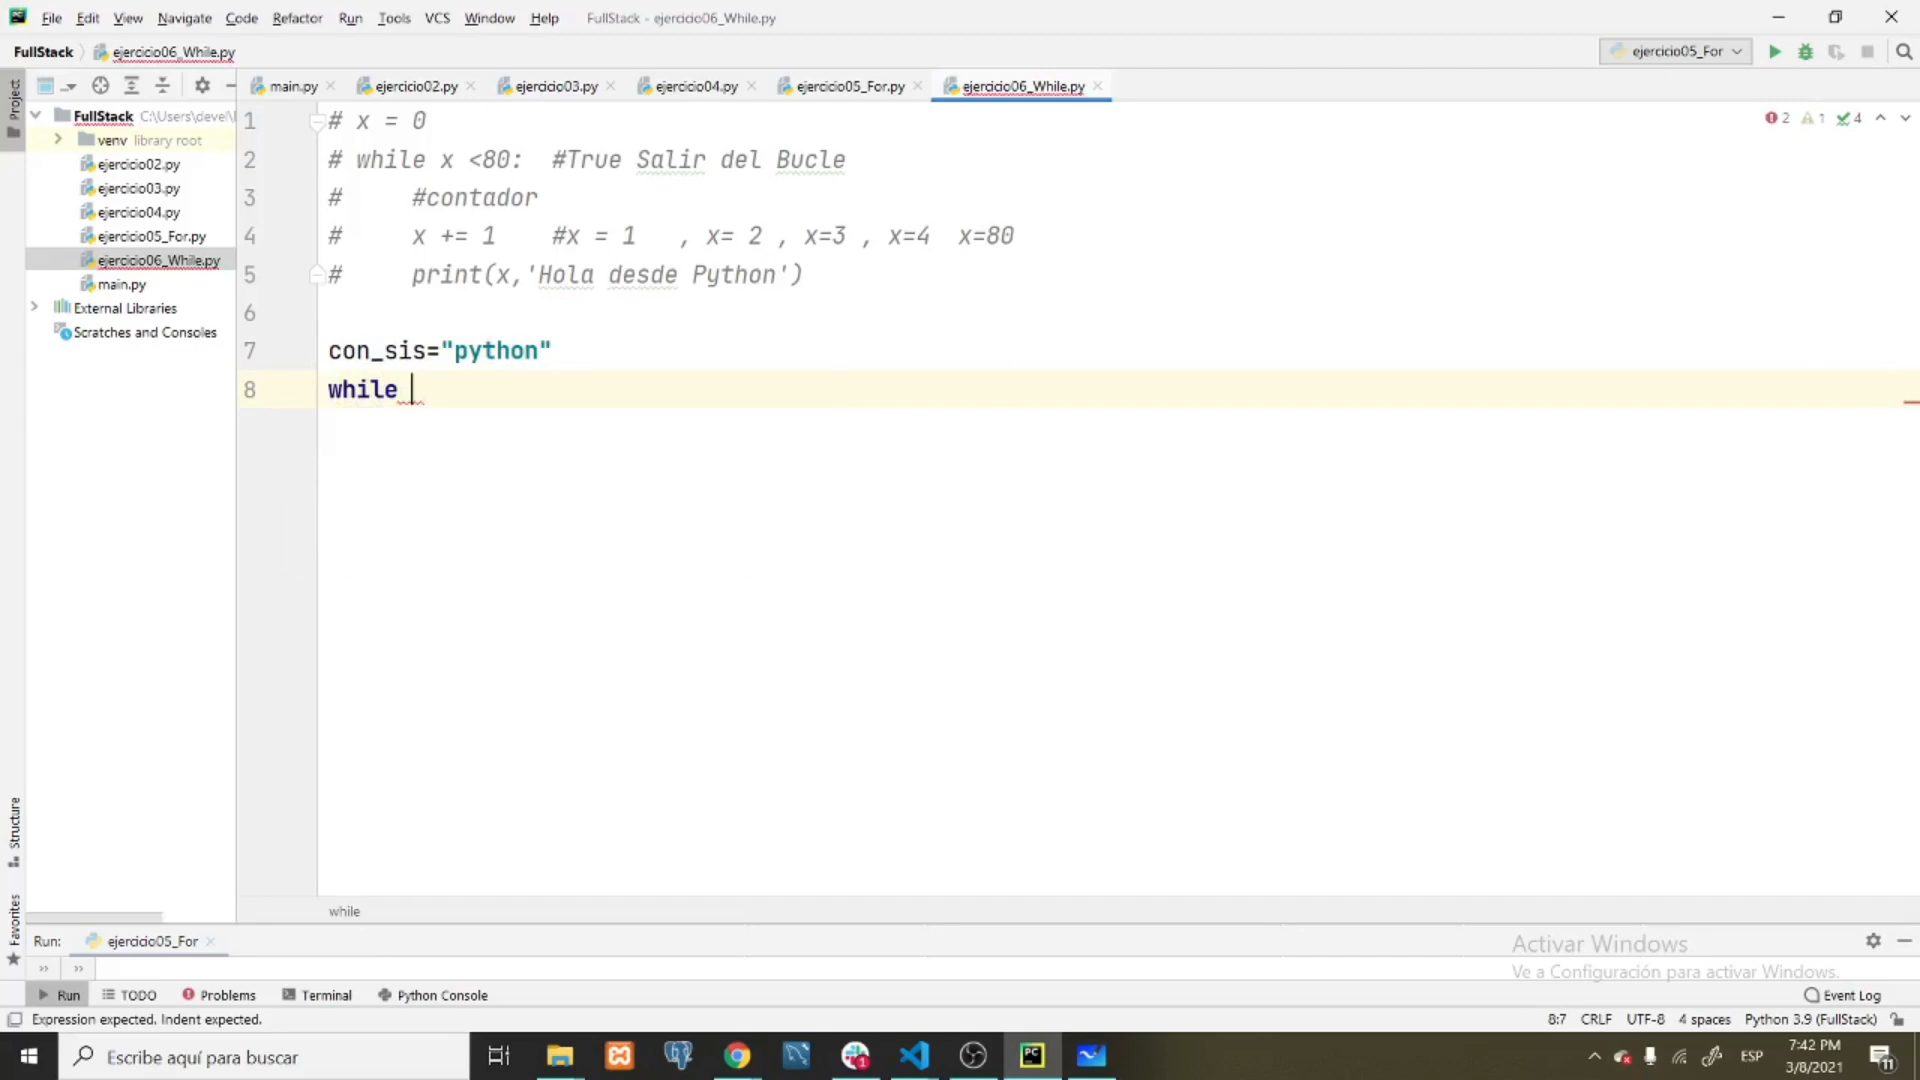 File Edit View Navigate Code Refactor Run Tools VCS Window Help FullStack - ejercicio06_While.py
FullStack ejercicio06_While.py ejercicio05_For
Project main.py ejercicio02.py ejercicio03.py ejercicio04.py ejercicio05_For.py ejercicio06_While.py
FullStack C:\Users\devel\
venv library root
ejercicio02.py
ejercicio03.py
ejercicio04.py
ejercicio05_For.py
ejercicio06_While.py
main.py
External Libraries
Scratches and Consoles
2 1 4
1 # x = 0
2 # while x <80: #True Salir del Bucle
3 # #contador
4 # x += 1 #x = 1 , x= 2 , x=3 , x=4 x=80
5 # print(x,'Hola desde Python')
6
7 con_sis="python"
8 while
Structure
Favorites
while
Run: ejercicio05_For
Activar Windows
Ve a Configuración para activar Windows.
Run TODO Problems Terminal Python Console Event Log
Expression expected. Indent expected. 8:7 CRLF UTF-8 4 spaces Python 3.9 (FullStack)
Escribe aquí para buscar
ESP 7:42 PM
3/8/2021
11